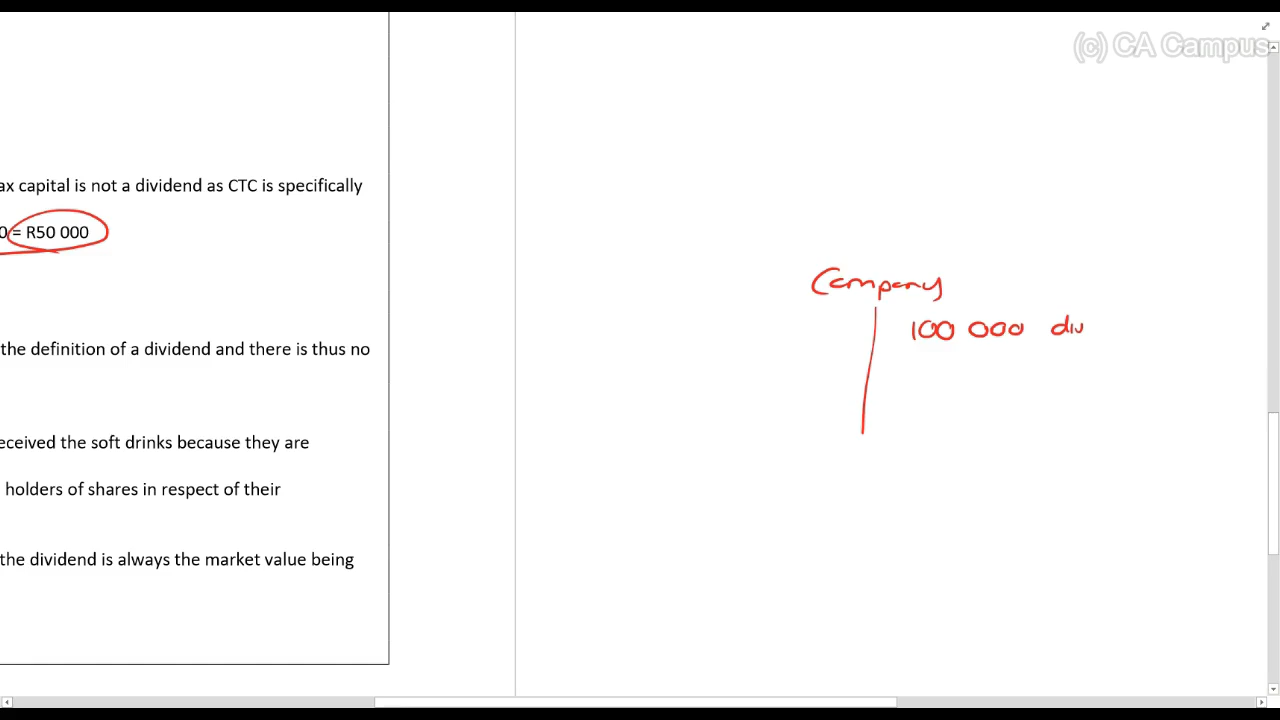 (c) CA Campus
ax capital is not a dividend as CTC is specifically
0 = R50 000
the definition of a dividend and there is thus no
eceived the soft drinks because they are
holders of shares in respect of their
the dividend is always the market value being
Company
100 000 div